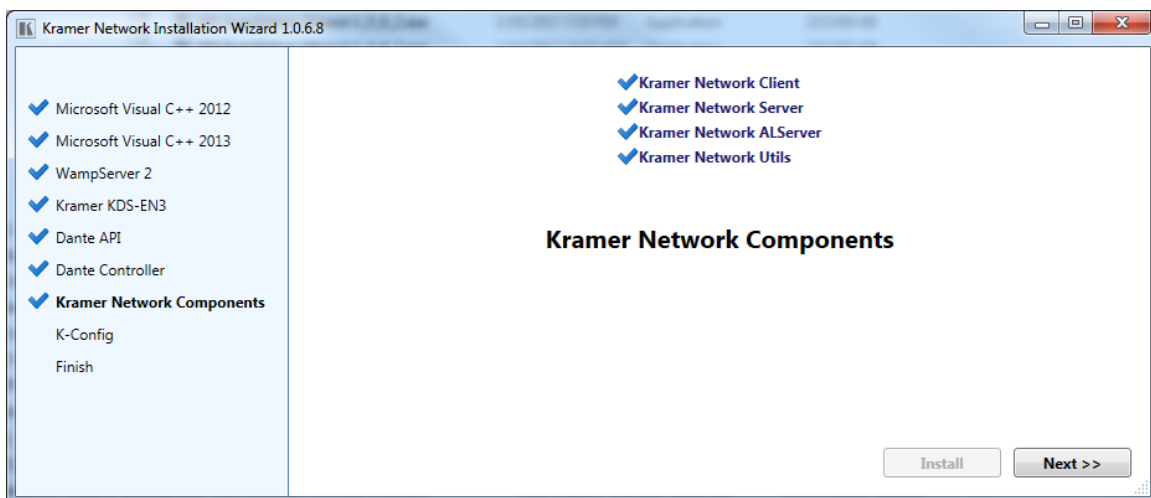 Kramer Network Installation Wizard 1.0.6.8
Microsoft Visual C++ 2012
Microsoft Visual C++ 2013
WampServer 2
Kramer KDS-EN3
Dante API
Dante Controller
Kramer Network Components
K-Config
Finish
Kramer Network Client
Kramer Network Server
Kramer Network ALServer
Kramer Network Utils
Kramer Network Components
Install
Next >>